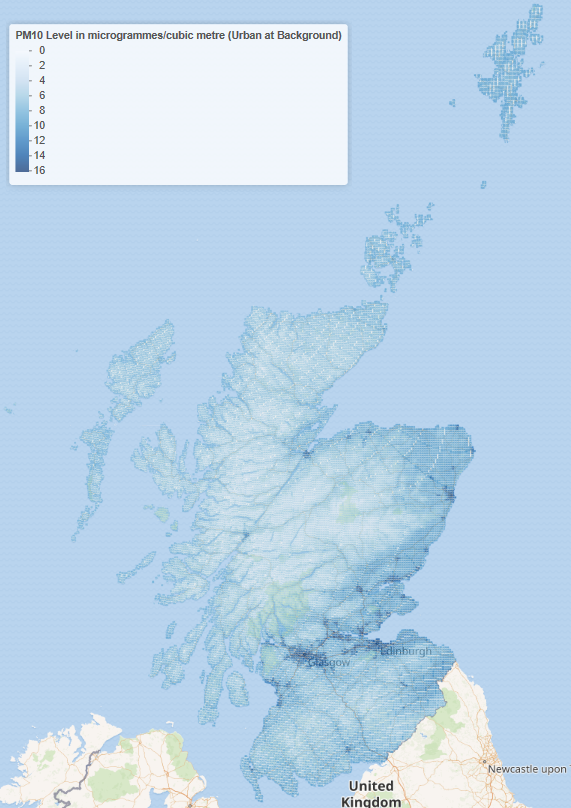 PM10 Level in microgrammes/cubic metre (Urban at Background)
0
2
4
6
8
10
12
14
16
Edinburgh
Glasgow
Newcastle upon
United
Kingdom